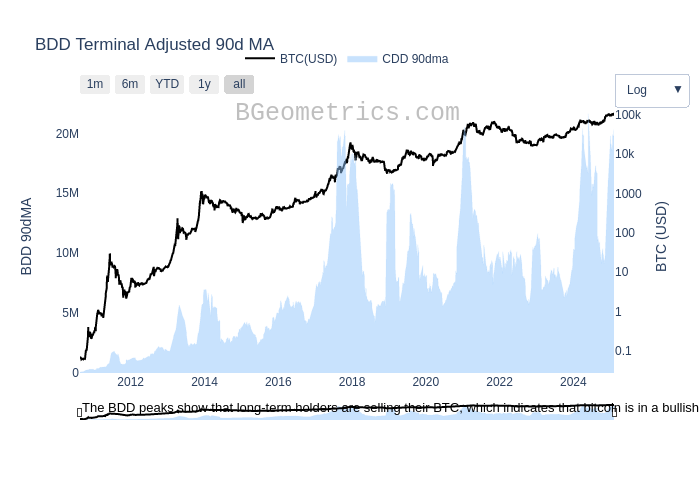 BDD Terminal Adjusted 90d MA
BTC(USD) CDD 90dma
1m 6m YTD 1y all
Log ▼
BGeometrics.com
20M
15M
10M
5M
0
BDD 90dMA
100k
10k
1000
100
10
1
0.1
BTC (USD)
2012 2014 2016 2018 2020 2022 2024
The BDD peaks show that long-term holders are selling their BTC, which indicates that bitcoin is in a bullish